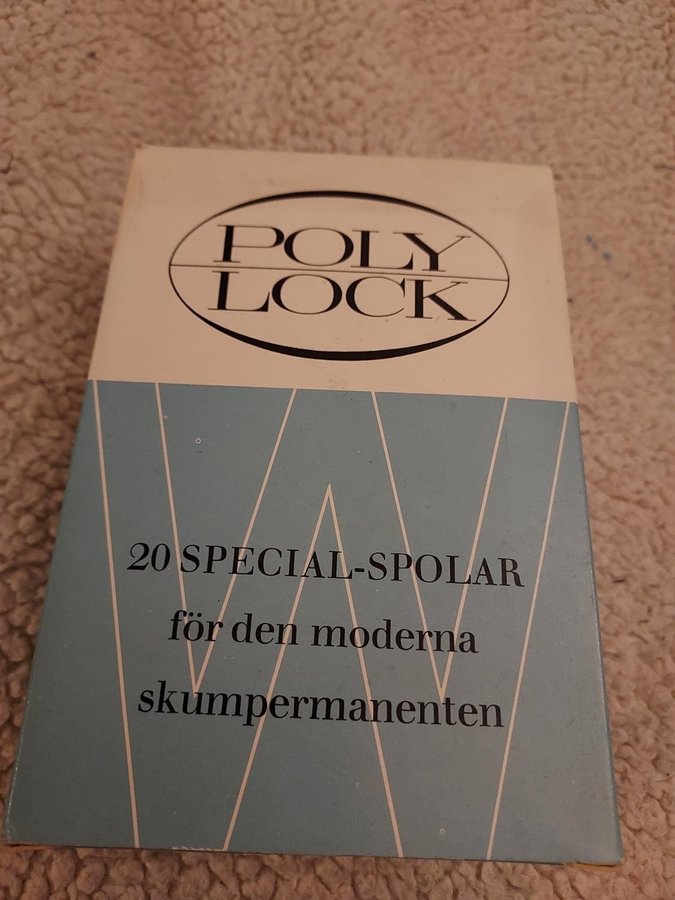 POLY
LOCK
20 SPECIAL-SPOLAR
för den moderna
skumpermanenten